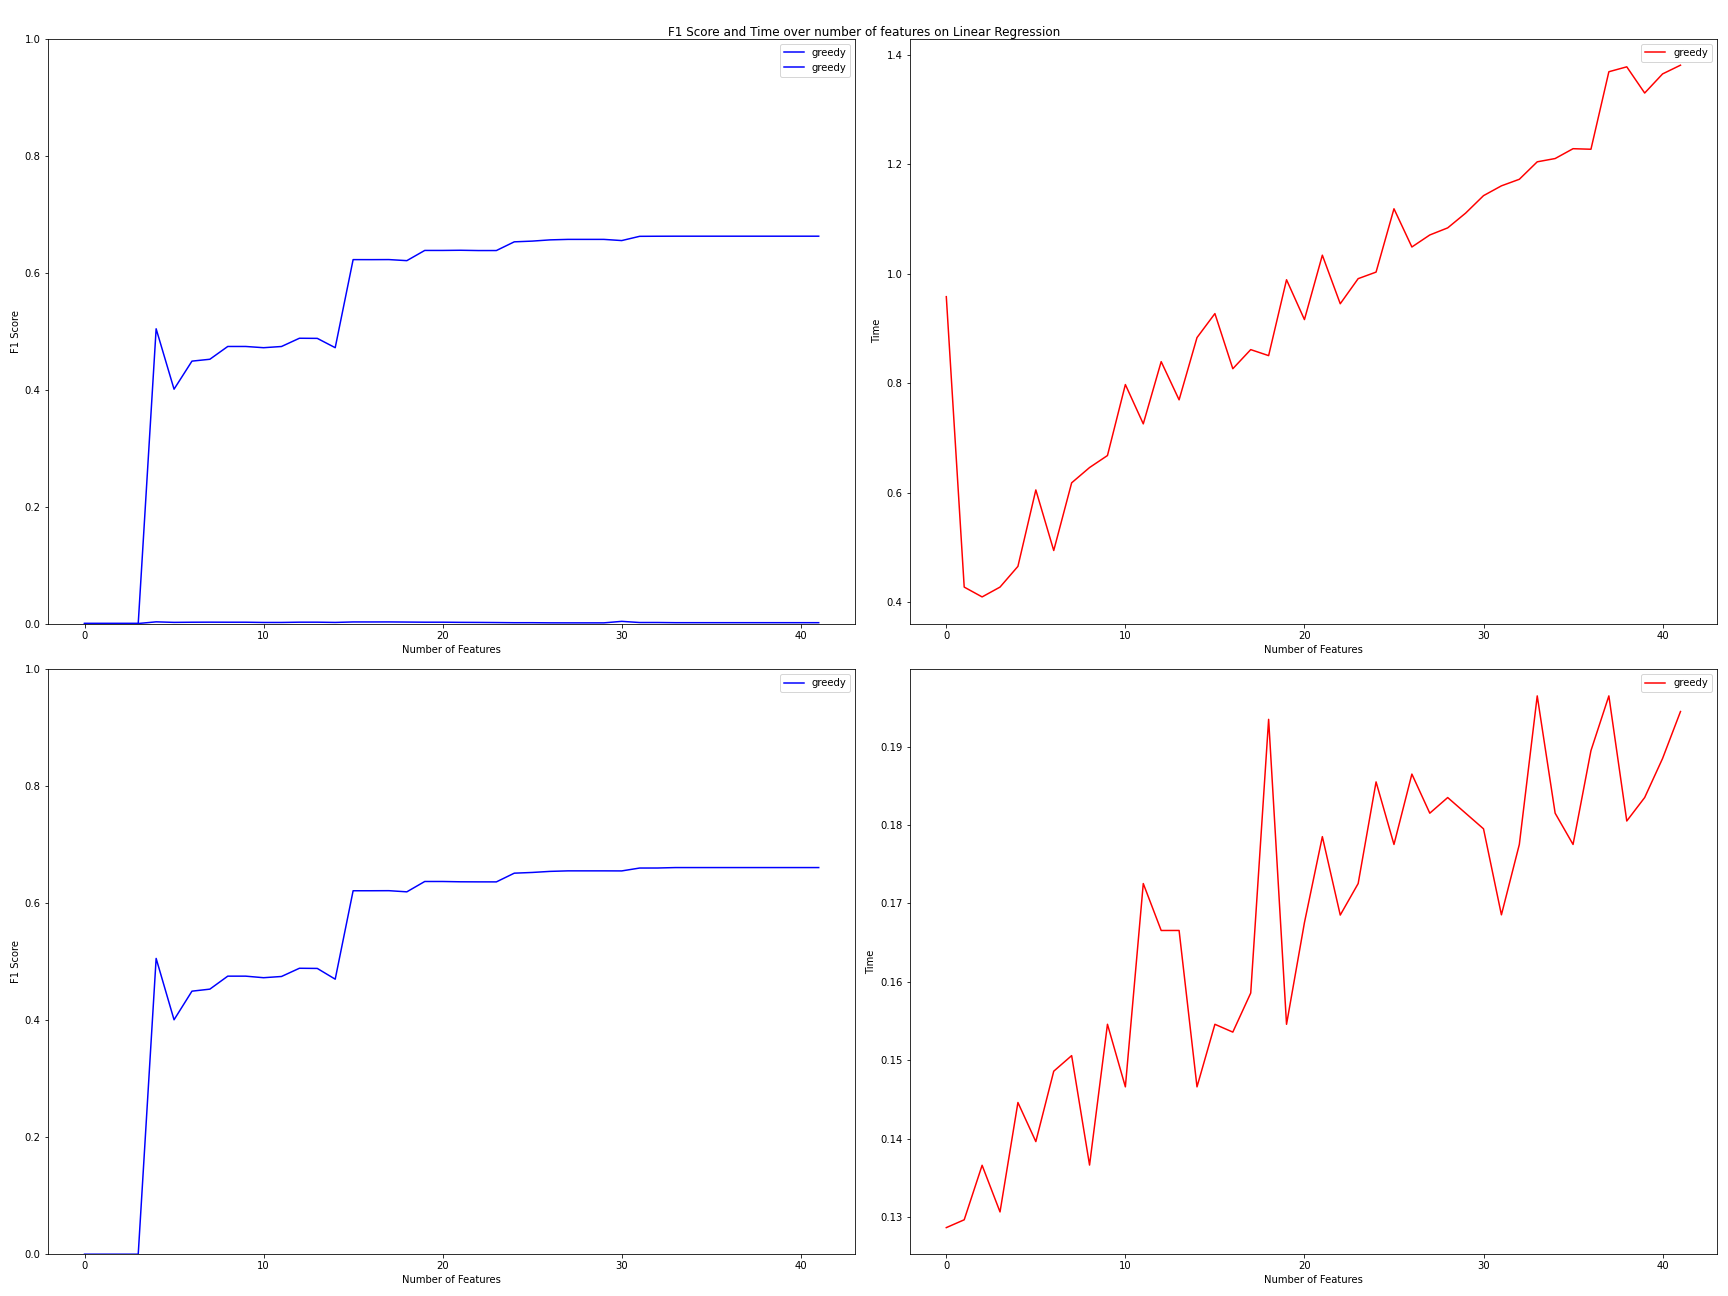 F1 Score and Time over number of features on Linear Regression
greedy
greedy
F1 Score
1.0
0.8
0.6
0.4
0.2
0.0
0 10 20 30 40
Number of Features
greedy
Time
1.4
1.2
1.0
0.8
0.6
0.4
0 10 20 30 40
Number of Features
greedy
F1 Score
1.0
0.8
0.6
0.4
0.2
0.0
0 10 20 30 40
Number of Features
greedy
Time
0.19
0.18
0.17
0.16
0.15
0.14
0.13
0 10 20 30 40
Number of Features